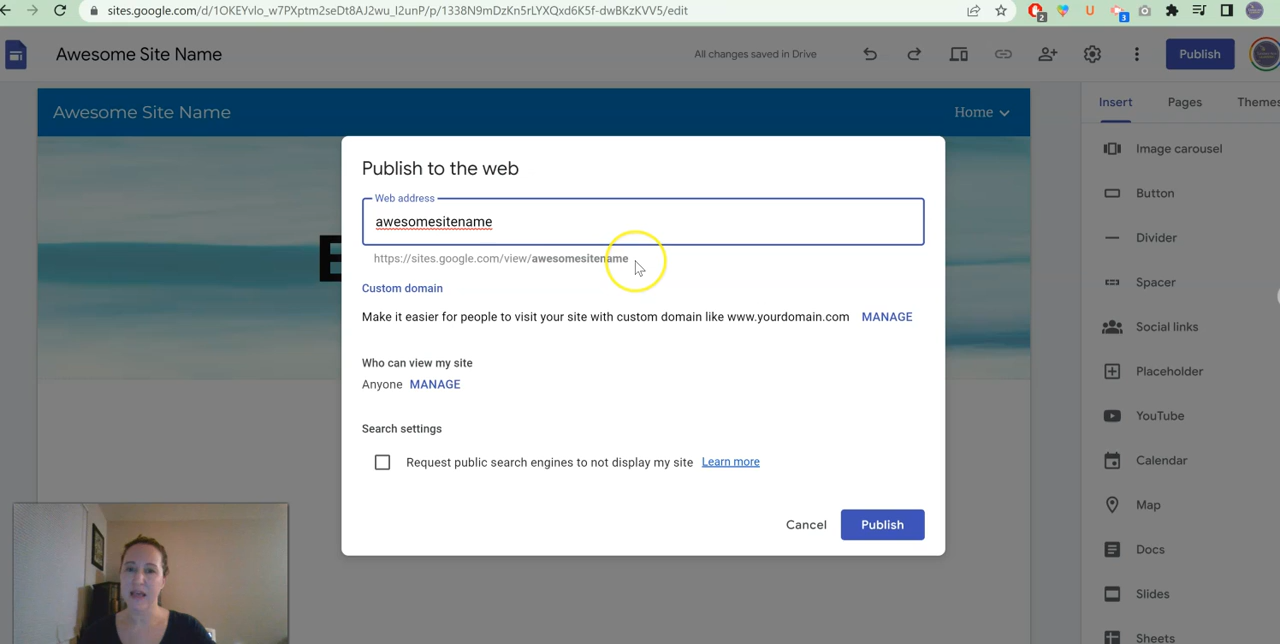 sites.google.com/d/1OKEYvlo_w7PXptm2seDt8AJ2wu_I2unP/p/1338N9mDzKn5rLYXQxd6K5f-dwBKzKVV5/edit
2
3
Awesome Site Name
All changes saved in Drive
Publish
Awesome Site Name
Home
Insert
Pages
Themes
Publish to the web
Web address
awesomesitename
https://sites.google.com/view/awesomesitename
Custom domain
Make it easier for people to visit your site with custom domain like www.yourdomain.com MANAGE
Who can view my site
Anyone MANAGE
Search settings
Request public search engines to not display my site Learn more
Cancel
Publish
E
Image carousel
Button
Divider
Spacer
Social links
Placeholder
YouTube
Calendar
Map
Docs
Slides
Sheets